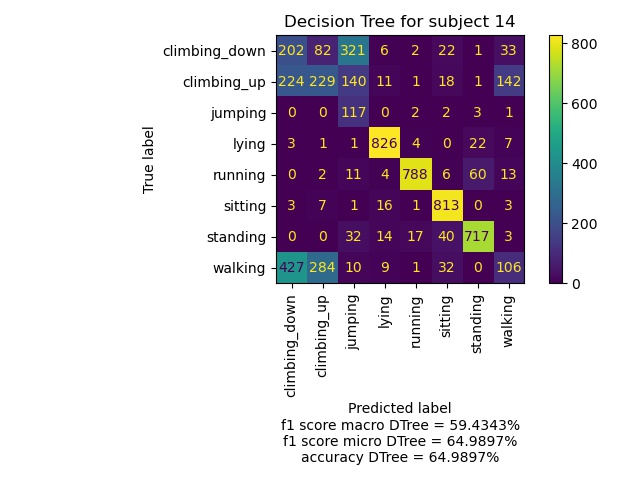 Decision Tree for subject 14
climbing_down 202 82 321 6 2 22 1 33
climbing_up 224 229 140 11 1 18 1 142
jumping 0 0 117 0 2 2 3 1
lying 3 1 1 826 4 0 22 7
running 0 2 11 4 788 6 60 13
sitting 3 7 1 16 1 813 0 3
standing 0 0 32 14 17 40 717 3
walking 427 284 10 9 1 32 0 106
True label
climbing_down
climbing_up
jumping
lying
running
sitting
standing
walking
800
600
400
200
0
Predicted label
f1 score macro DTree = 59.4343%
f1 score micro DTree = 64.9897%
accuracy DTree = 64.9897%